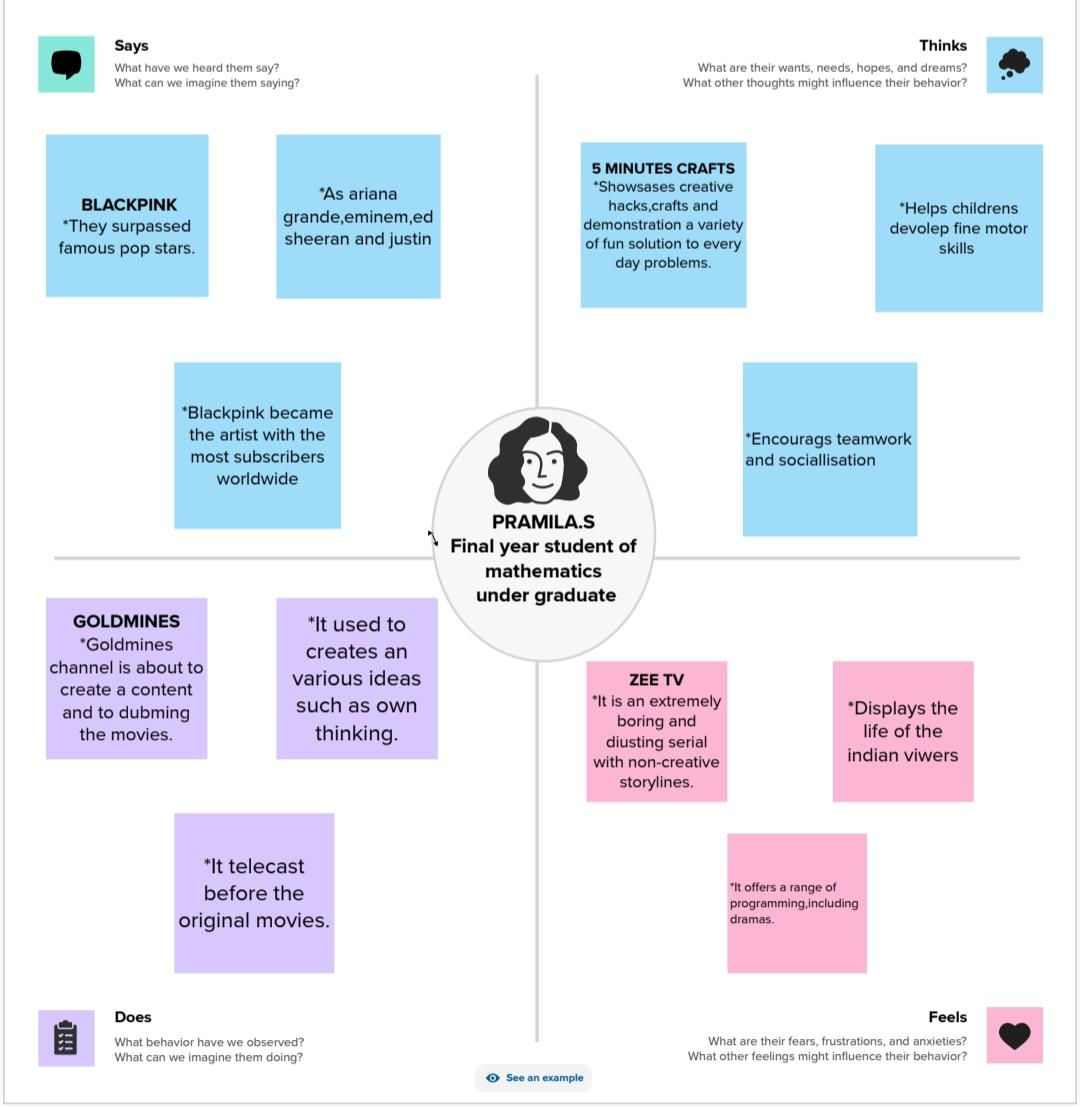 Says
What have we heard them say?
What can we imagine them saying?
Thinks
What are their wants, needs, hopes, and dreams?
What other thoughts might influence their behavior?
BLACKPINK
*They surpassed
famous pop stars.
*As ariana
grande,eminem,ed
sheeran and justin
*Blackpink became
the artist with the
most subscribers
worldwide
5 MINUTES CRAFTS
*Showsases creative
hacks,crafts and
demonstration a variety
of fun solution to every
day problems.
*Helps childrens
devolep fine motor
skills
*Encourags teamwork
and sociallisation
PRAMILA.S
Final year student of
mathematics
under graduate
GOLDMINES
*Goldmines
channel is about to
create a content
and to dubming
the movies.
*It used to
creates an
various ideas
such as own
thinking.
*It telecast
before the
original movies.
ZEE TV
*It is an extremely
boring and
diusting serial
with non-creative
storylines.
*Displays the
life of the
indian viwers
*It offers a range of
programming,including
dramas.
Does
What behavior have we observed?
What can we imagine them doing?
Feels
What are their fears, frustrations, and anxieties?
What other feelings might influence their behavior?
See an example